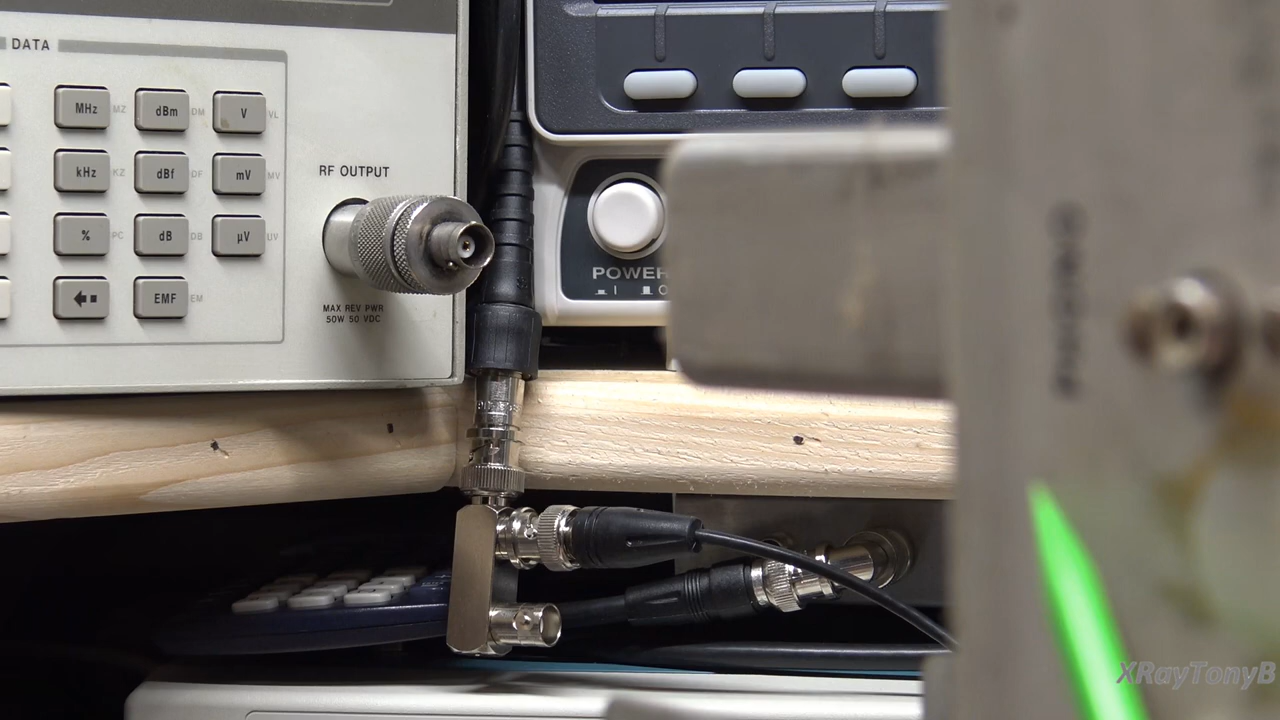 DATA
MHz MZ dBm DM V VL
kHz KZ dBf DF mV MV
% PC dB DB µV UV
EMF EM
RF OUTPUT
MAX REV PWR
50W 50 VDC
POWER
XRayTonyB